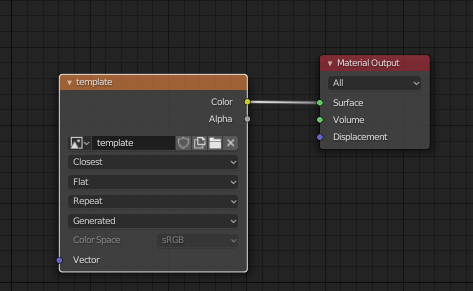 template
Color
Alpha
template
Closest
Flat
Repeat
Generated
Color Space sRGB
Vector
Material Output
All
Surface
Volume
Displacement